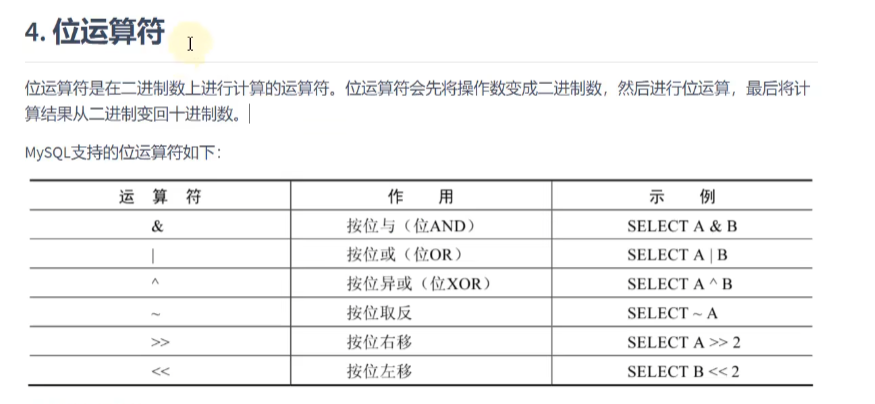 4. 位运算符
位运算符是在二进制数上进行计算的运算符。位运算符会先将操作数变成二进制数，然后进行位运算，最后将计
算结果从二进制变回十进制数。
MySQL支持的位运算符如下：
运 算 符 作 用 示 例
& 按位与（位AND） SELECT A & B
| 按位或（位OR） SELECT A | B
^ 按位异或（位XOR） SELECT A ^ B
~ 按位取反 SELECT ~ A
>> 按位右移 SELECT A >> 2
<< 按位左移 SELECT B << 2